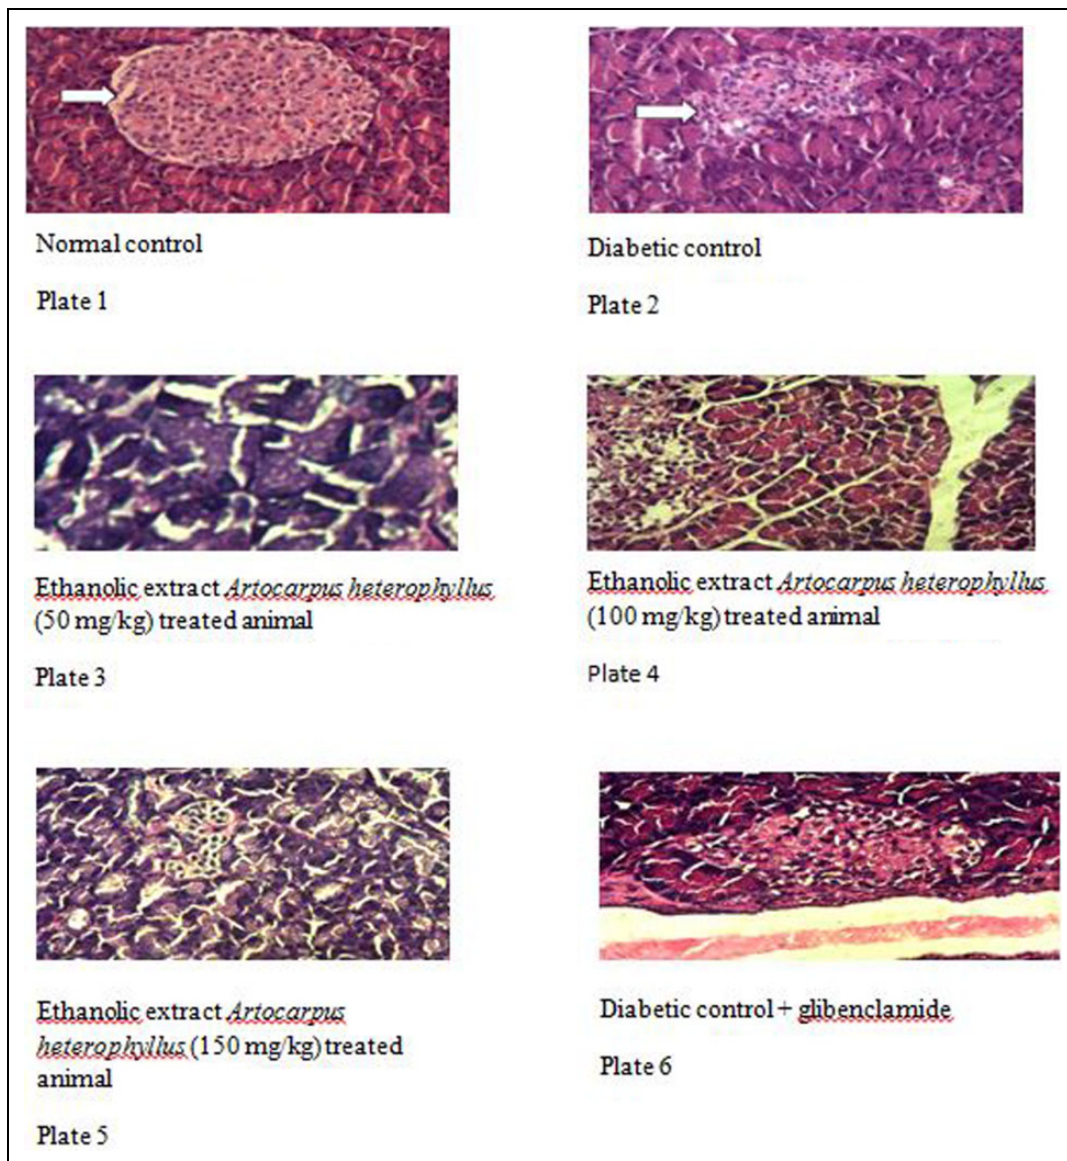 Normal control
Plate 1
Diabetic control
Plate 2
Ethanolic extract Artocarpus heterophyllus
(50 mg/kg) treated animal
Plate 3
Ethanolic extract Artocarpus heterophyllus
(100 mg/kg) treated animal
Plate 4
Ethanolic extract Artocarpus
heterophyllus (150 mg/kg) treated
animal
Plate 5
Diabetic control + glibenclamide
Plate 6